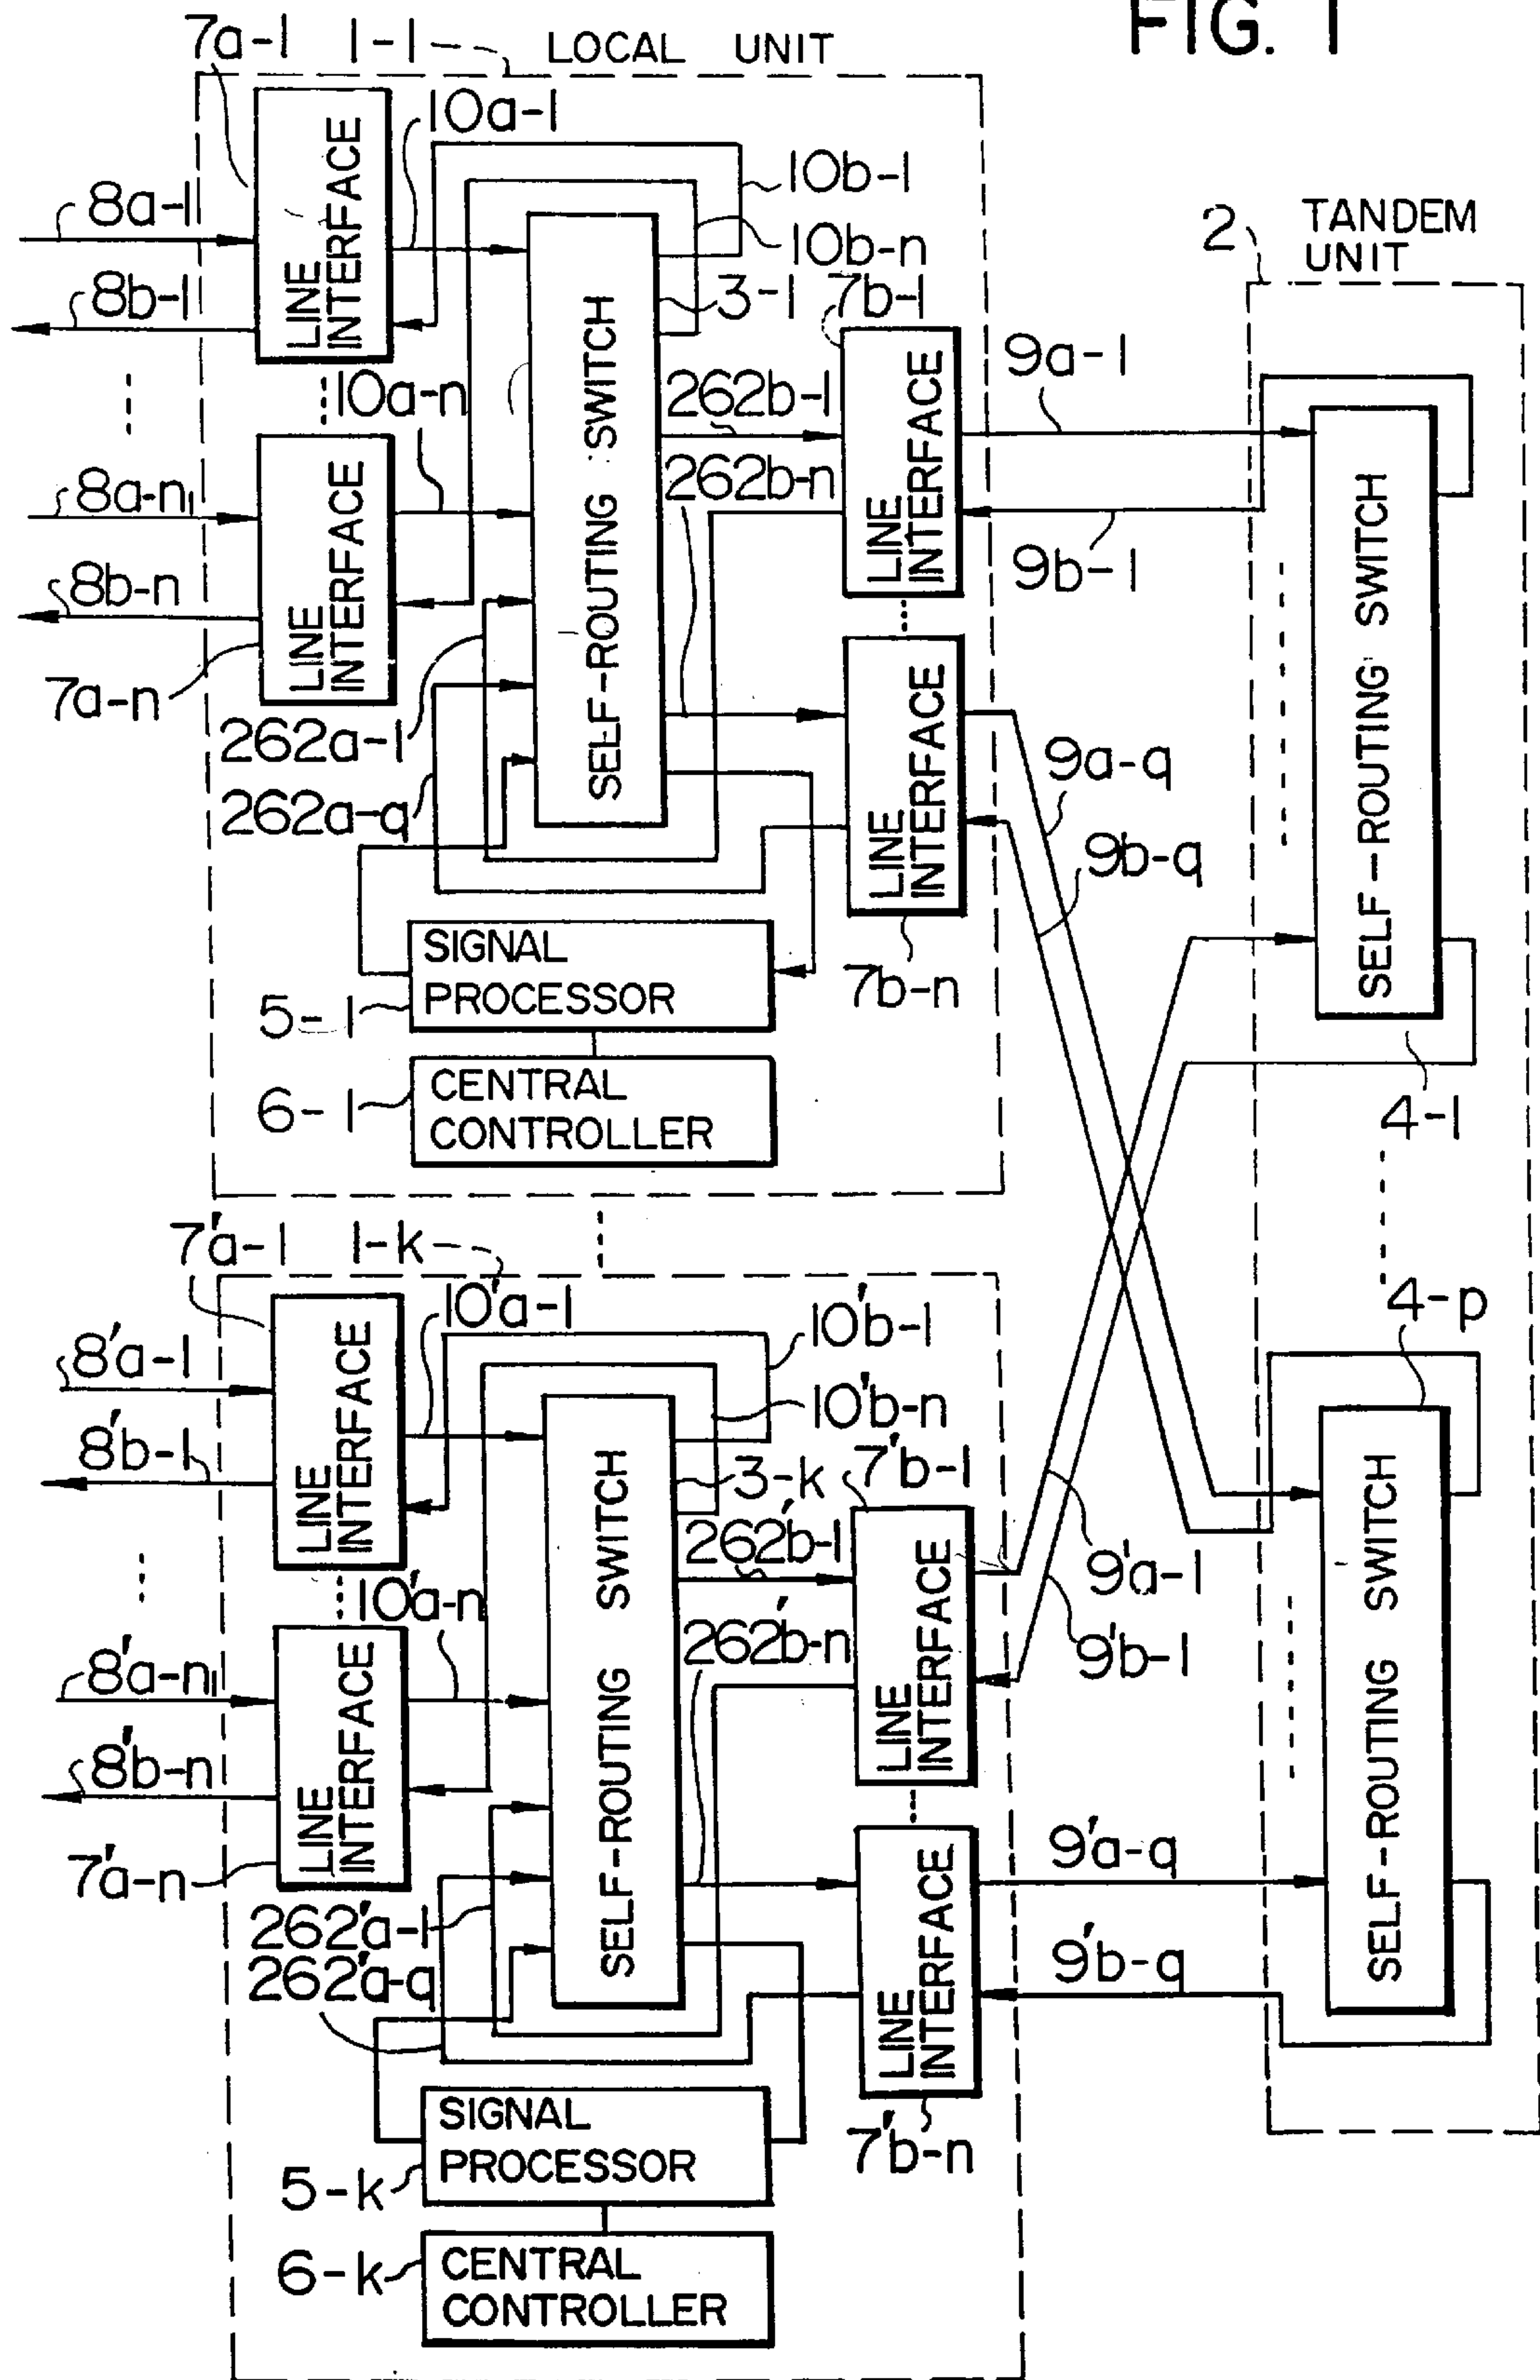 FIG. 1
7a-1
1-1
LOCAL UNIT
10a-1
10b-1
10b-n
8a-1
8b-1
LINE
INTERFACE
3-1
7b-1
2
TANDEM
UNIT
9a-1
10a-n
262b-1
262b-n
SELF-ROUTING SWITCH
LINE
INTERFACE
8a-n
8b-n
LINE
INTERFACE
9b-1
SELF-ROUTING SWITCH
7a-n
262a-1
262a-q
LINE
INTERFACE
9a-q
9b-q
SIGNAL
PROCESSOR
5-1
7b-n
CENTRAL
CONTROLLER
6-1
4-1
7'a-1
1-k
10'a-1
10'b-1
10'b-n
4-p
8'a-1
8'b-1
LINE
INTERFACE
3-k
7'b-1
262'b-1
262'b-n
10'a-n
SELF-ROUTING SWITCH
LINE
INTERFACE
9'a-1
9'b-1
SELF-ROUTING SWITCH
8'a-n
8'b-n
LINE
INTERFACE
7'a-n
262'a-1
262'a-q
LINE
INTERFACE
9'a-q
9'b-q
SIGNAL
PROCESSOR
5-k
7'b-n
CENTRAL
CONTROLLER
6-k